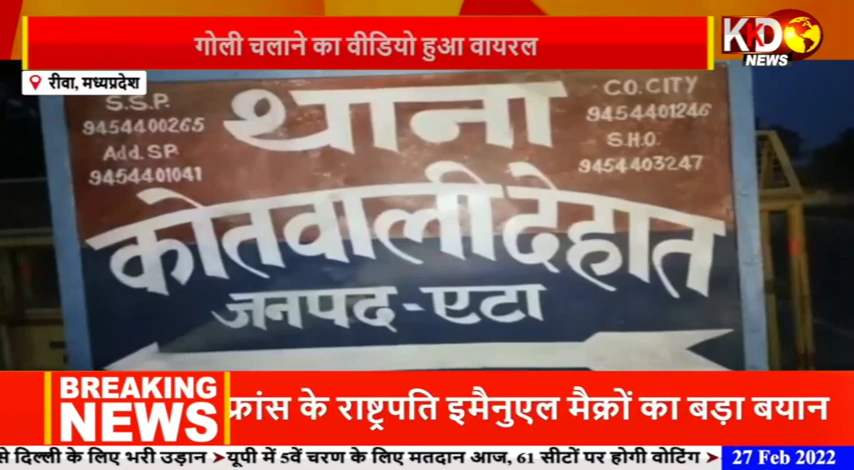 गोली चलाने का वीडियो हुआ वायरल
KKD
NEWS
रीवा, मध्यप्रदेश
S.S.P.
9454400265
Add.SP.
9454401041
C.O.CITY
9454401246
S.H.O.
9454403247
थाना
कोतवाली देहात
जनपद-एटा
BREAKING
NEWS
फ्रांस के राष्ट्रपति इमैनुएल मैक्रों का बड़ा बयान
से दिल्ली के लिए भरी उड़ान ➤यूपी में 5वें चरण के लिए मतदान आज, 61 सीटों पर होगी वोटिंग ➤
27 Feb 2022